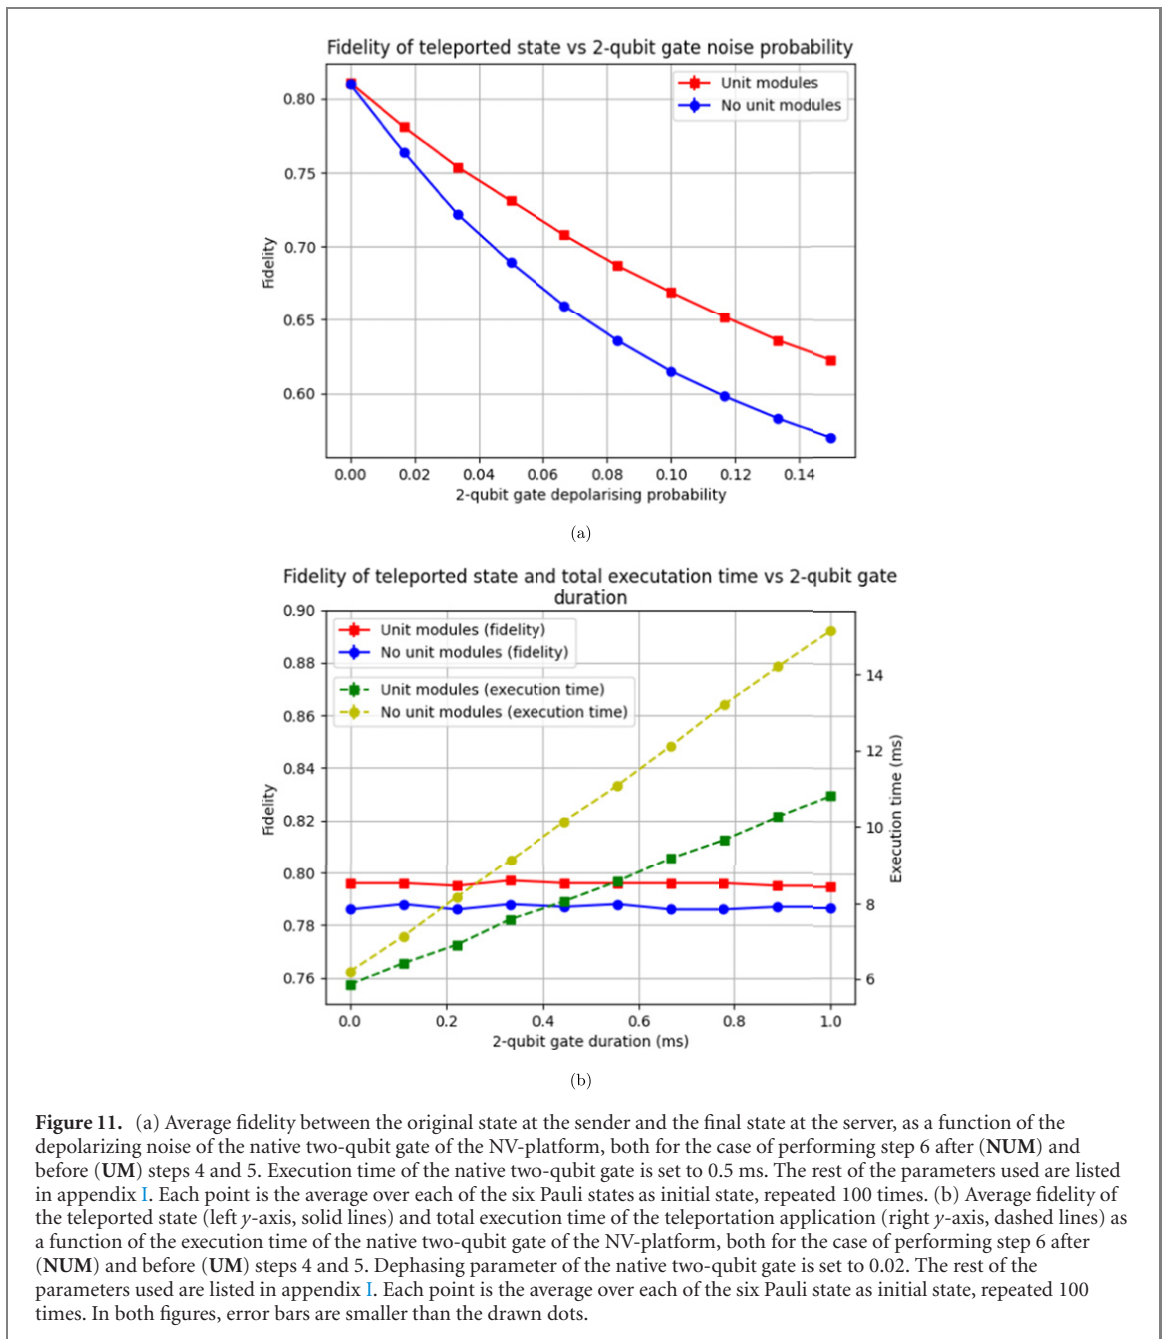 Fidelity of teleported state vs 2-qubit gate noise probability
Unit modules
No unit modules
0.80
0.75
0.70
0.65
0.60
Fidelity
0.00 0.02 0.04 0.06 0.08 0.10 0.12 0.14
2-qubit gate depolarising probability
(a)
Fidelity of teleported state and total executation time vs 2-qubit gate
duration
Unit modules (fidelity)
No unit modules (fidelity)
Unit modules (execution time)
No unit modules (execution time)
0.90
0.88
0.86
0.84
0.82
0.80
0.78
0.76
Fidelity
14
12
10
8
6
Execution time (ms)
0.0 0.2 0.4 0.6 0.8 1.0
2-qubit gate duration (ms)
(b)
Figure 11. (a) Average fidelity between the original state at the sender and the final state at the server, as a function of the
depolarizing noise of the native two-qubit gate of the NV-platform, both for the case of performing step 6 after (NUM) and
before (UM) steps 4 and 5. Execution time of the native two-qubit gate is set to 0.5 ms. The rest of the parameters used are listed
in appendix I. Each point is the average over each of the six Pauli states as initial state, repeated 100 times. (b) Average fidelity of
the teleported state (left y-axis, solid lines) and total execution time of the teleportation application (right y-axis, dashed lines) as
a function of the execution time of the native two-qubit gate of the NV-platform, both for the case of performing step 6 after
(NUM) and before (UM) steps 4 and 5. Dephasing parameter of the native two-qubit gate is set to 0.02. The rest of the
parameters used are listed in appendix I. Each point is the average over each of the six Pauli state as initial state, repeated 100
times. In both figures, error bars are smaller than the drawn dots.